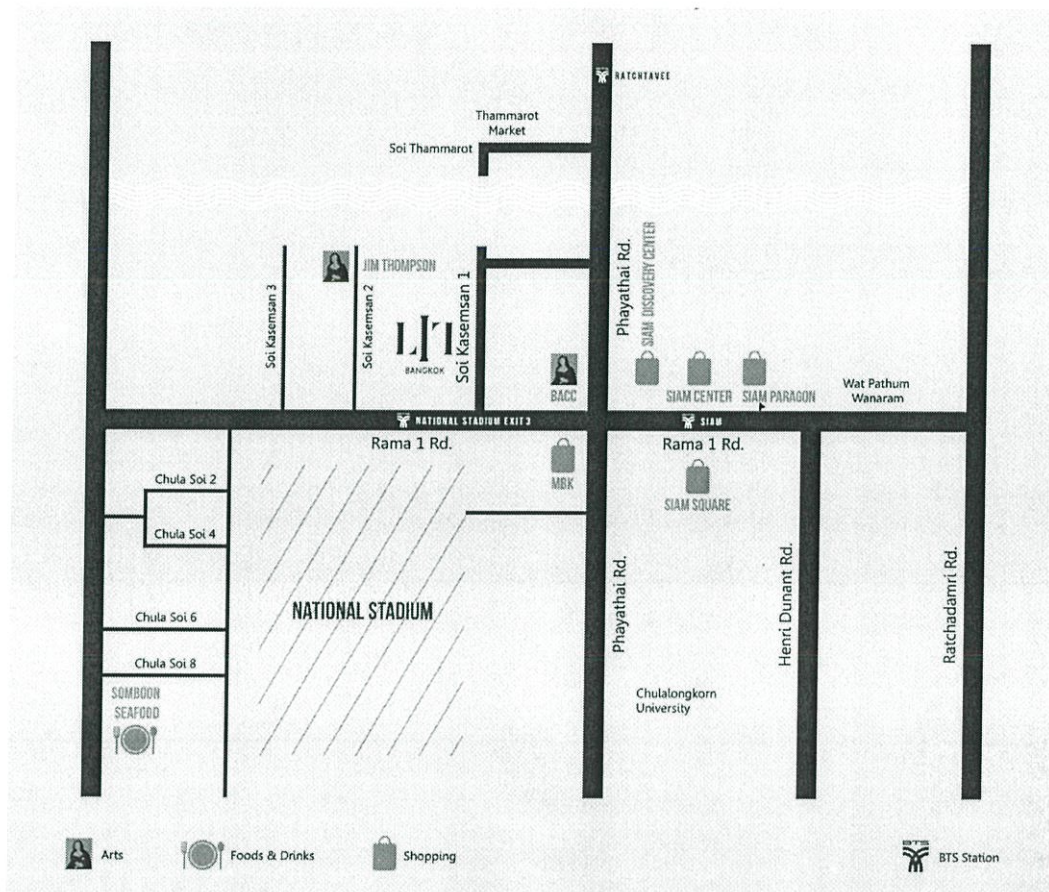 RATCHTAVEE
Thammarot
Market
Soi Thammarot
Phayathai Rd.
SIAM DISCOVERY CENTER
JIM THOMPSON
Soi Kasemsan 3
Soi Kasemsan 2
Soi Kasemsan 1
LIT
BANGKOK
BACC
SIAM CENTER
SIAM PARAGON
Wat Pathum
Wanaram
NATIONAL STADIUM EXIT 3
SIAM
Rama 1 Rd.
Rama 1 Rd.
MBK
SIAM SQUARE
Chula Soi 2
Chula Soi 4
Chula Soi 6
Chula Soi 8
NATIONAL STADIUM
Phayathai Rd.
Henri Dunant Rd.
Ratchadamri Rd.
Chulalongkorn
University
SOMBOON
SEAFOOD
Arts
Foods & Drinks
Shopping
BTS
BTS Station